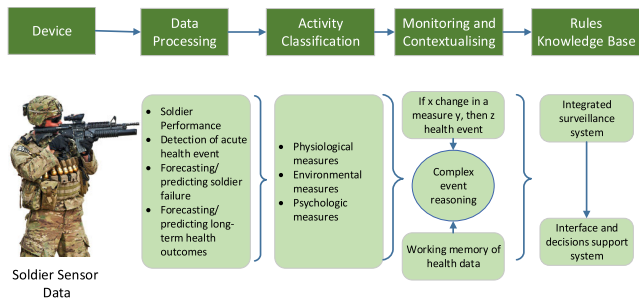 Device
Data
Processing
Activity
Classification
Monitoring and
Contextualising
Rules
Knowledge Base
• Soldier
Performance
• Detection of acute
health event
• Forecasting/
predicting soldier
failure
• Forecasting/
predicting long-
term health
outcomes
• Physiological
measures
• Environmental
measures
• Psychologic
measures
If x change in a
measure y, then z
health event
Complex
event
reasoning
Working memory of
health data
Integrated
surveillance
system
Interface and
decisions support
system
Soldier Sensor
Data